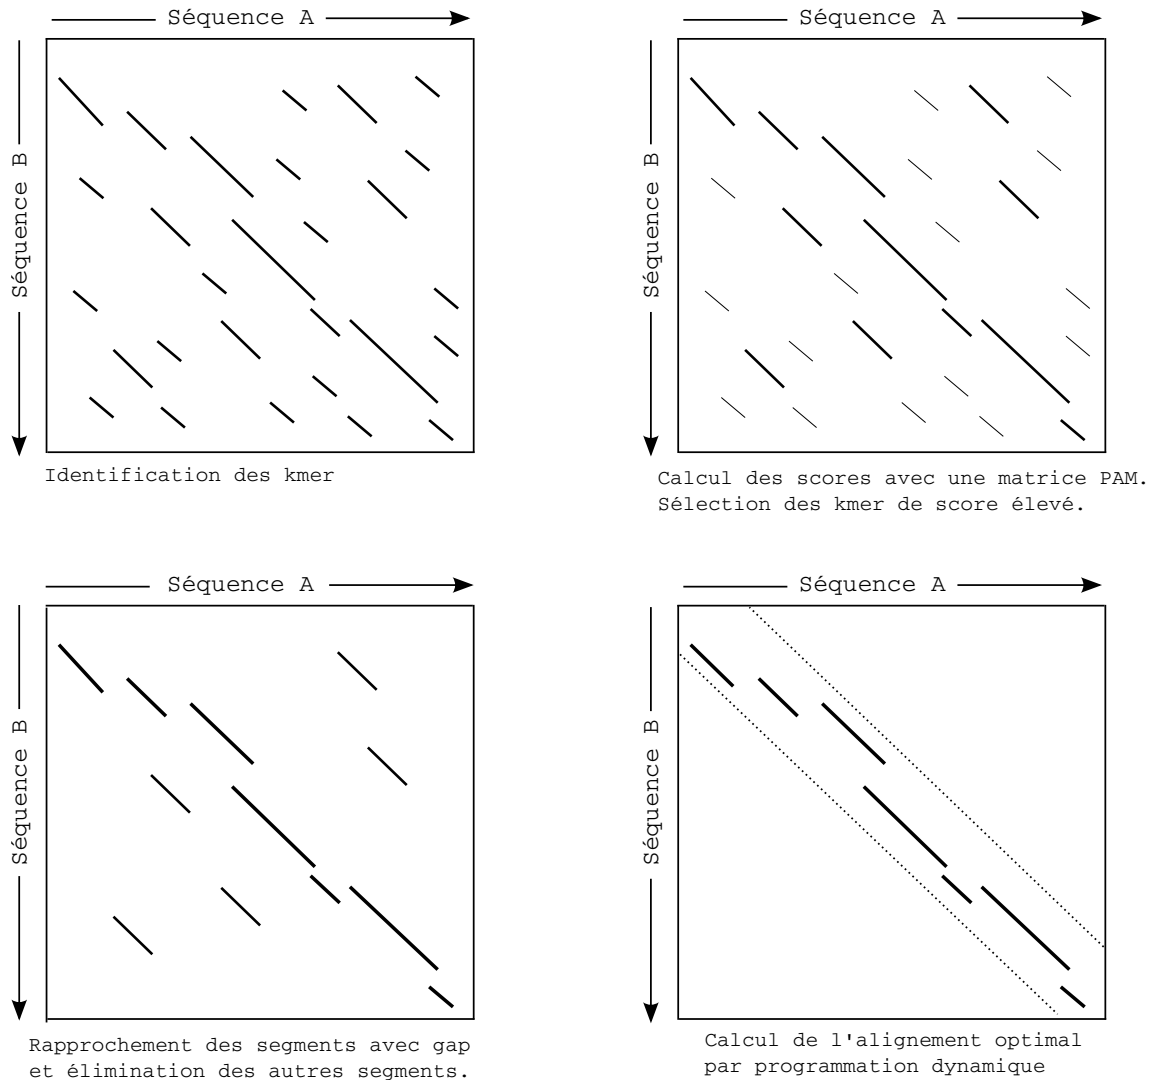 Séquence A
Séquence B
Identification des kmer
Séquence A
Séquence B
Calcul des scores avec une matrice PAM.
Sélection des kmer de score élevé.
Séquence A
Séquence B
Rapprochement des segments avec gap
et élimination des autres segments.
Séquence A
Séquence B
Calcul de l'alignement optimal
par programmation dynamique